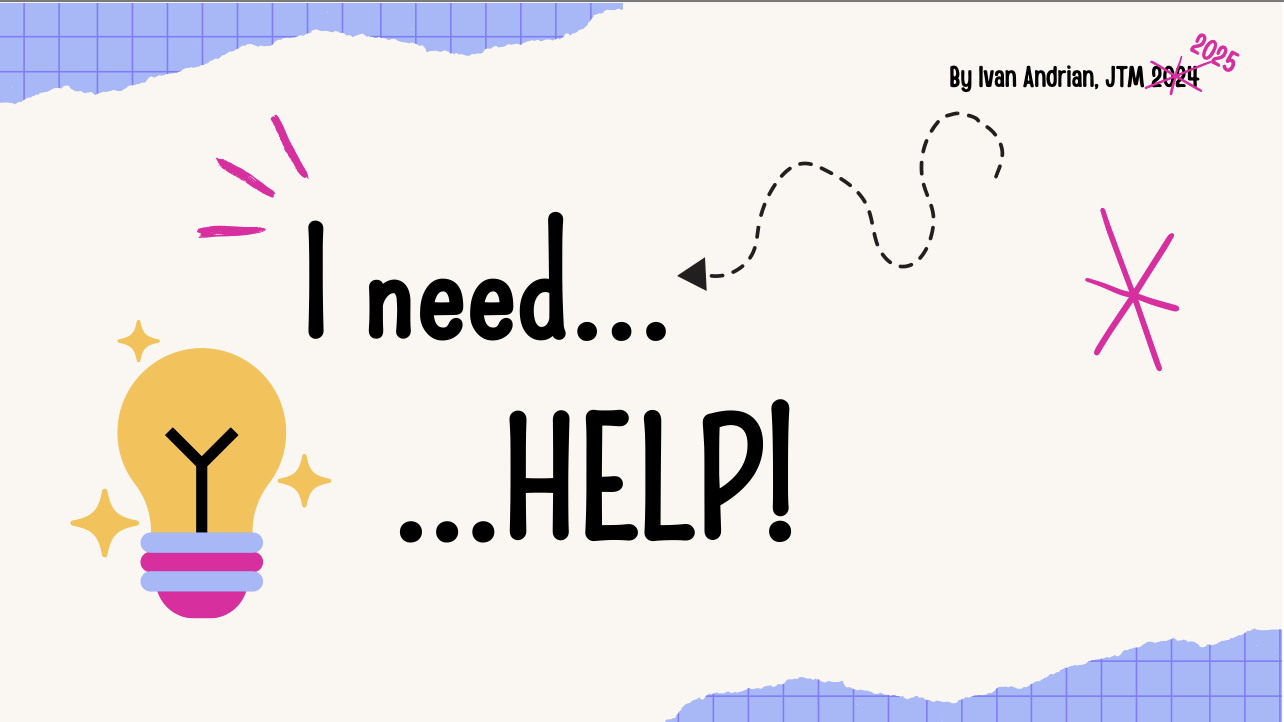 2025
By Ivan Andrian, JTM 2024
I need...
...HELP!